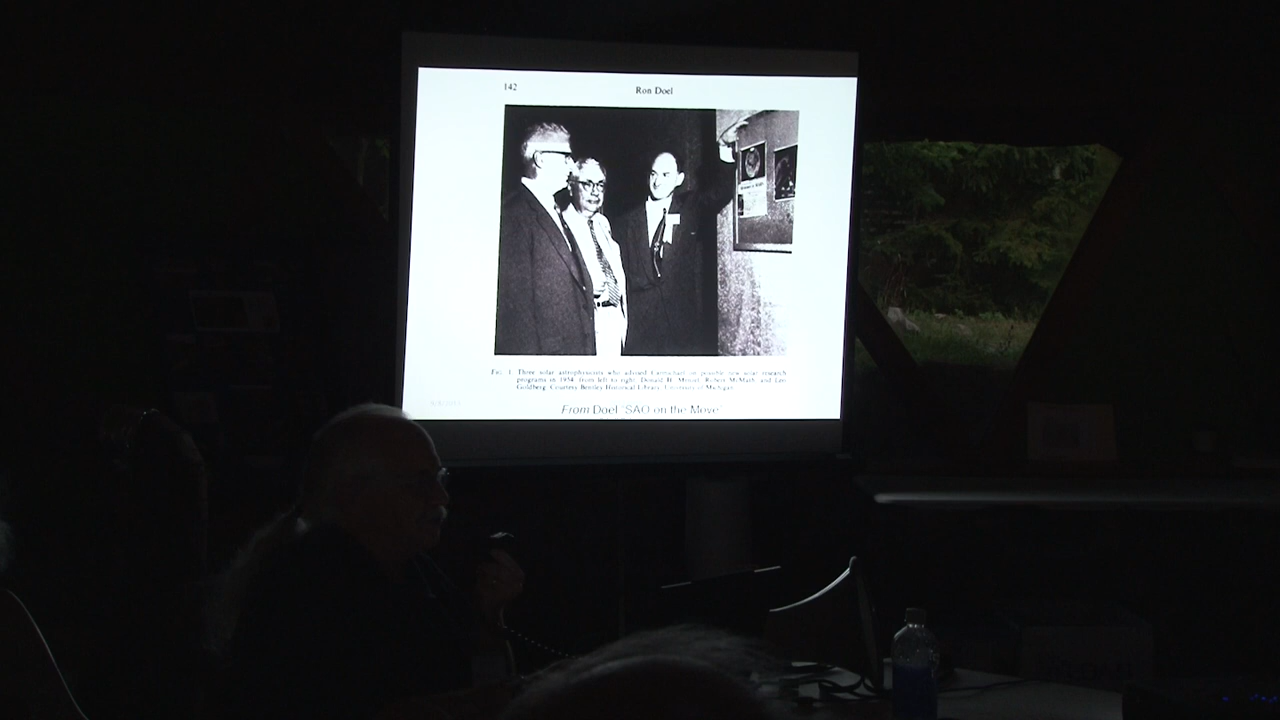 142
Ron Doel
FIG. 1. Three solar astrophysicists who advised Carmichael on possible new solar research
programs in 1954: from left to right, Donald H. Menzel, Robert McMath and Leo
Goldberg. Courtesy Bentley Historical Library, University of Michigan.
From Doel "SAO on the Move"